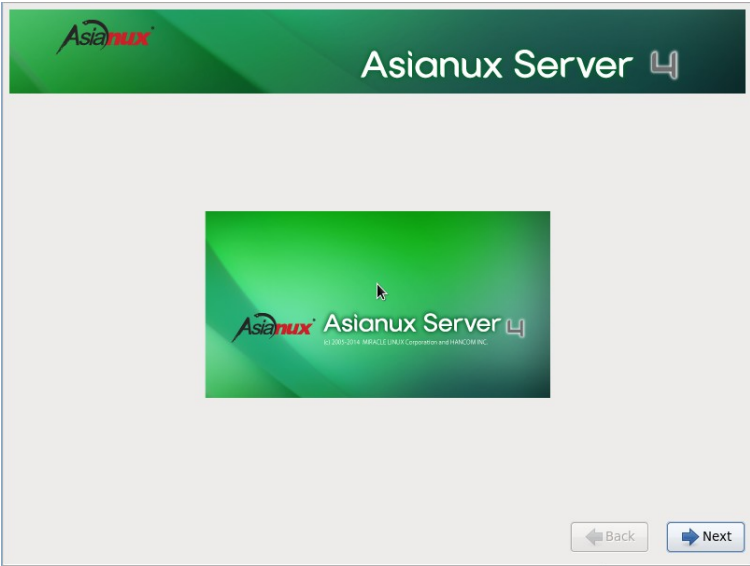 Asianux
Asianux Server 4
Asianux Asianux Server 4
(c) 2005-2014 MIRACLE LINUX Corporation and HANCOM INC.
Back
Next